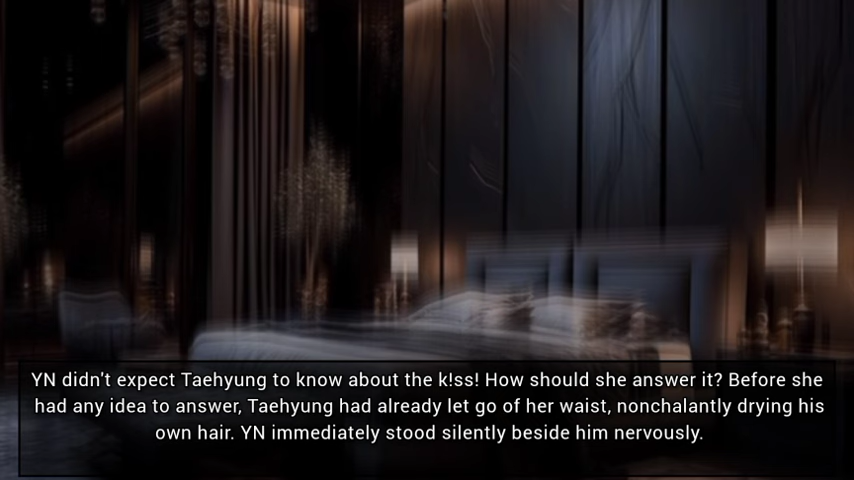 YN didn't expect Taehyung to know about the k!ss! How should she answer it? Before she
had any idea to answer, Taehyung had already let go of her waist, nonchalantly drying his
own hair. YN immediately stood silently beside him nervously.